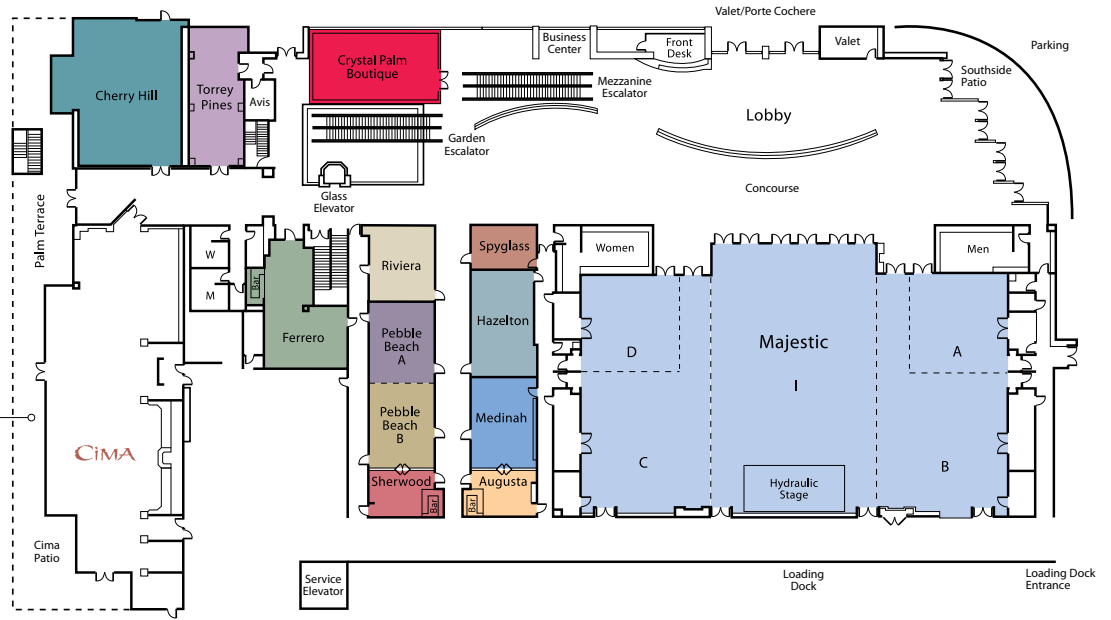 Valet/Porte Cochere
Business
Center
Front
Desk
Valet
Parking
Crystal Palm
Boutique
Southside
Patio
Mezzanine
Escalator
Cherry Hill
Torrey
Pines
Avis
Lobby
Garden
Escalator
Concourse
Glass
Elevator
Palm Terrace
W
M
Bar
Ferrero
Riviera
Spyglass
Women
Men
Hazelton
Pebble
Beach
A
D
Majestic
A
I
Pebble
Beach
B
Medinah
CiMA
C
B
Sherwood
Bar
Augusta
Bar
Hydraulic
Stage
Cima
Patio
Service
Elevator
Loading
Dock
Loading Dock
Entrance